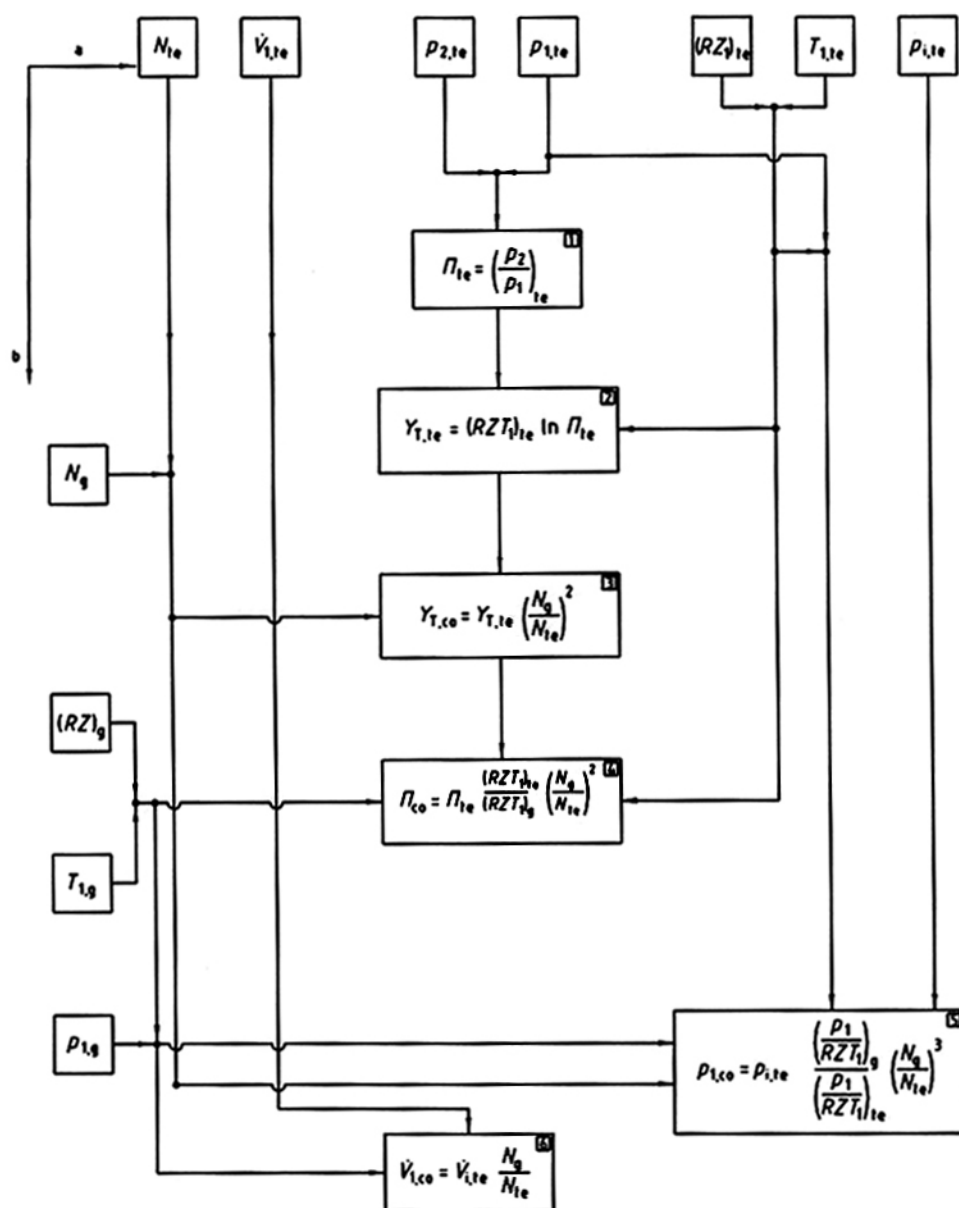 a
N_te
V̇_1,te
p_2,te
p_1,te
(RZ_1)_te
T_1,te
p_i,te
b
1
Π_te = (p_2/p_1)_te
2
Y_T,te = (RZT_1)_te ln Π_te
N_g
3
Y_T,co = Y_T,te (N_g/N_te)^2
(RZ)_g
4
Π_co = Π_te (RZT_1)_te/(RZT_1)_g (N_g/N_te)^2
T_1,g
p_1,g
5
p_1,co = p_i,te (p_1/RZT_1)_g/(p_1/RZT_1)_te (N_g/N_te)^3
6
V̇_1,co = V̇_i,te N_g/N_te